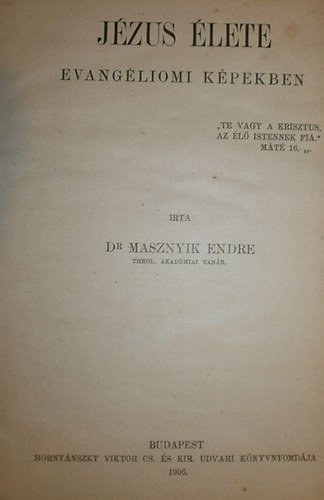 JÉZUS ÉLETE
EVANGÉLIOMI KÉPEKBEN
„TE VAGY A KRISZTUS,
AZ ÉLŐ ISTENNEK FIA."
MÁTÉ 16.
IRTA
DR MASZNYIK ENDRE
THEOL. AKADÉMIAI TANÁR.
BUDAPEST
HORNYÁNSZKY VIKTOR CS. ÉS KIR. UDVARI KÖNYVNYOMDÁJA
1906.